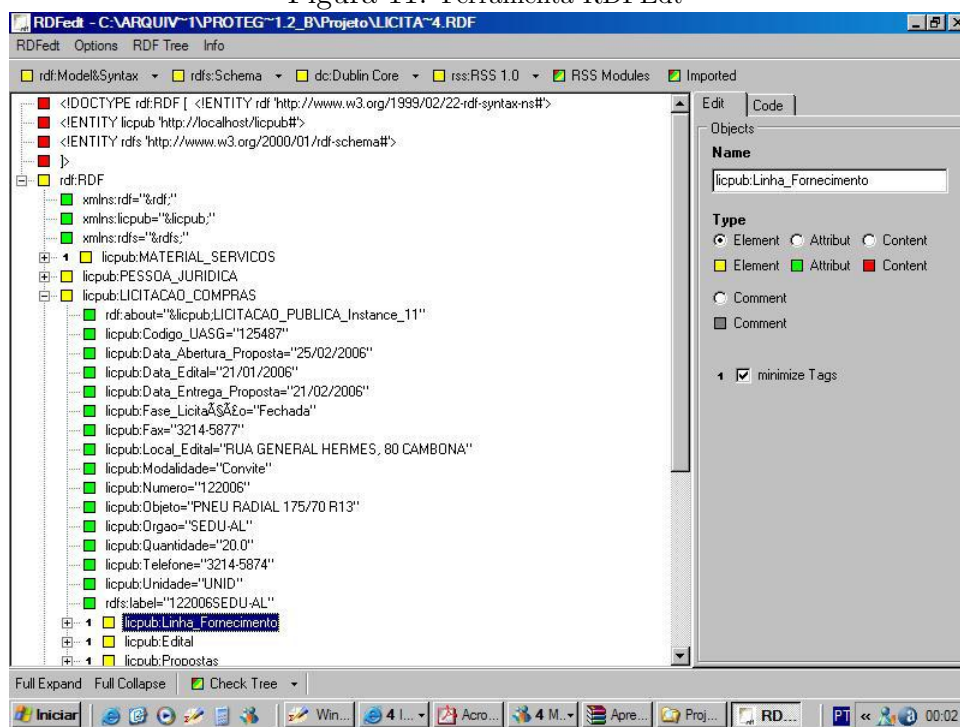 Figura 11: Ferramenta RDFEdt
RDFedt - C:\ARQUIV~1\PROTEG~1.2_B\Projeto\LICITA~4.RDF
RDFedt Options RDF Tree Info
rdf:Model&Syntax rdfs:Schema dc:Dublin Core rss:RSS 1.0 RSS Modules Imported
<!DOCTYPE rdf:RDF [ <!ENTITY rdf 'http://www.w3.org/1999/02/22-rdf-syntax-ns#'>
<!ENTITY licpub 'http://localhost/licpub#'>
<!ENTITY rdfs 'http://www.w3.org/2000/01/rdf-schema#'>
]>
rdf:RDF
xmlns:rdf="&rdf;"
xmlns:licpub="&licpub;"
xmlns:rdfs="&rdfs;"
1 licpub:MATERIAL_SERVICOS
licpub:PESSOA_JURIDICA
licpub:LICITACAO_COMPRAS
rdf:about="&licpub;LICITACAO_PUBLICA_Instance_11"
licpub:Codigo_UASG="125487"
licpub:Data_Abertura_Proposta="25/02/2006"
licpub:Data_Edital="21/01/2006"
licpub:Data_Entrega_Proposta="21/02/2006"
licpub:Fase_LicitaÃ§Ã£o="Fechada"
licpub:Fax="3214-5877"
licpub:Local_Edital="RUA GENERAL HERMES, 80 CAMBONA"
licpub:Modalidade="Convite"
licpub:Numero="122006"
licpub:Objeto="PNEU RADIAL 175/70 R13"
licpub:Orgao="SEDU-AL"
licpub:Quantidade="20.0"
licpub:Telefone="3214-5874"
licpub:Unidade="UNID"
rdfs:label="122006SEDU-AL"
1 licpub:Linha_Fornecimento
1 licpub:Edital
1 licpub:Propostas
Edit Code
Objects
Name
licpub:Linha_Fornecimento
Type
Element Attribut Content
Element Attribut Content
Comment
Comment
1 minimize Tags
Full Expand Full Collapse Check Tree
Iniciar Win... 4 I... Acro... 4 M... Apre... Proj... RD... PT « 00:02